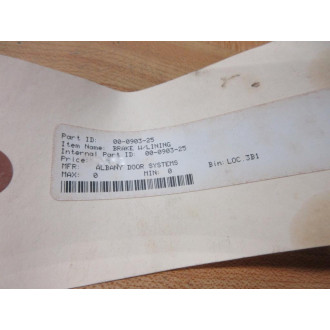 Part ID: 00-0903-25
Item Name: BRAKE W/LINING
Internal Part ID: 00-0903-25
Price:
MFR: ALBANY DOOR SYSTEMS Bin: LOC 3B1
MAX: 0 MIN: 0